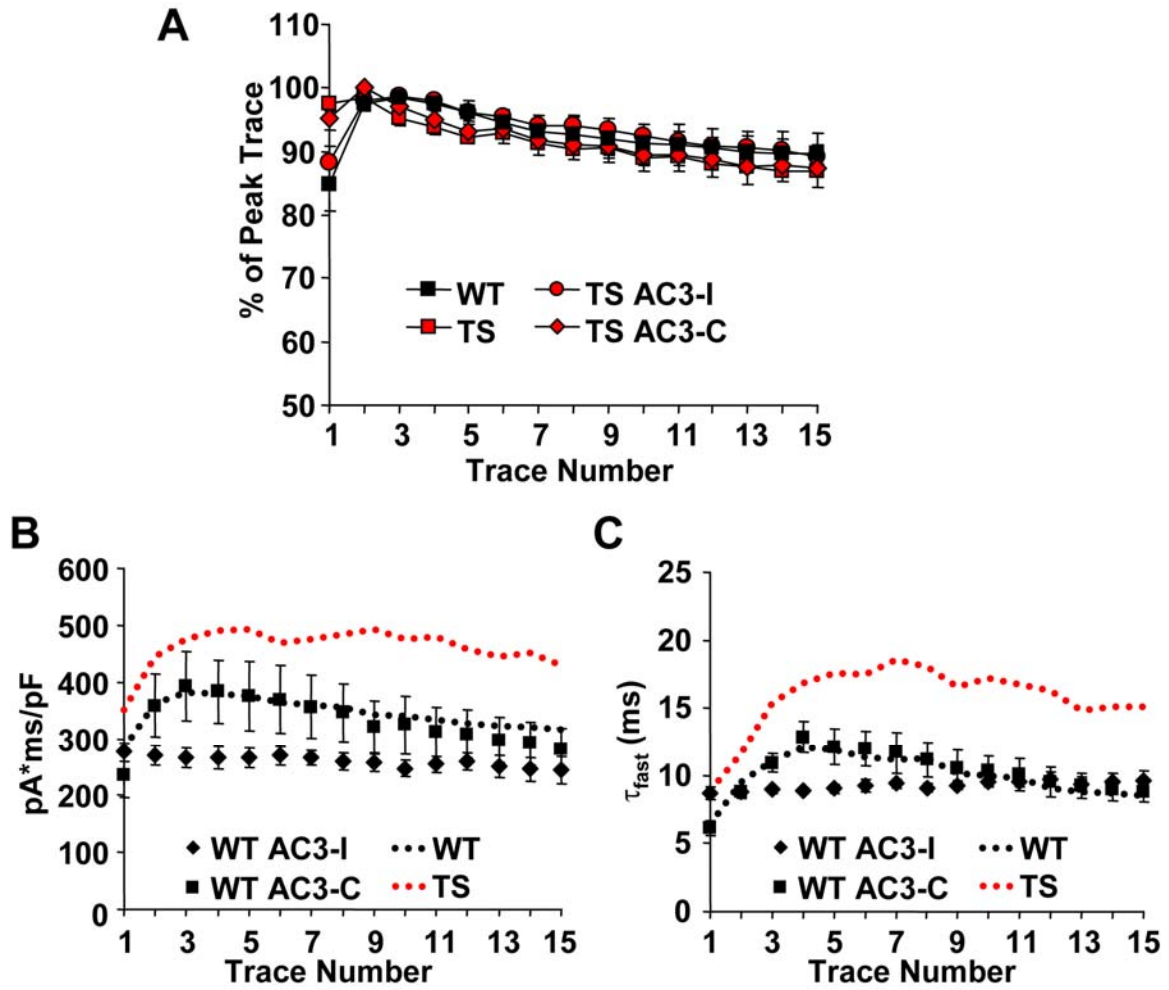 A
110
100
90
80
70
60
50
% of Peak Trace
WT
TS AC3-I
TS
TS AC3-C
1 3 5 7 9 11 13 15
Trace Number
B
600
500
400
300
200
100
0
pA*ms/pF
WT AC3-I
WT
WT AC3-C
TS
1 3 5 7 9 11 13 15
Trace Number
C
25
20
15
10
5
0
τfast (ms)
WT AC3-I
WT
WT AC3-C
TS
1 3 5 7 9 11 13 15
Trace Number